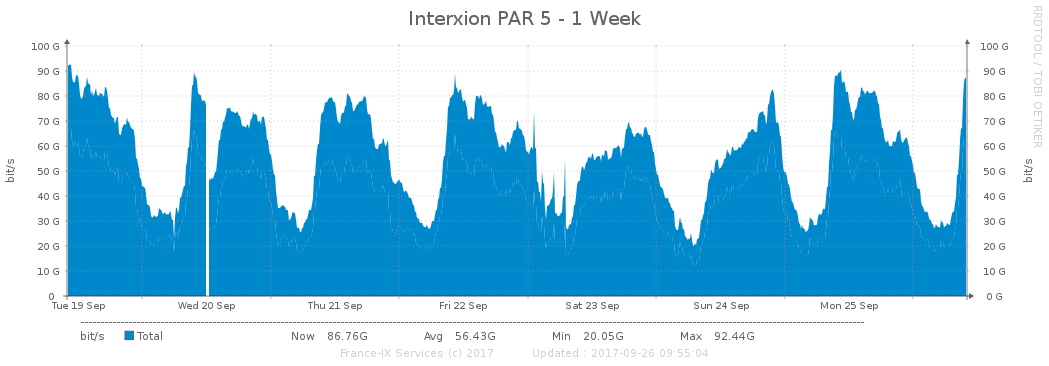 Interxion PAR 5 - 1 Week
RRDTOOL / TOBI OETIKER
bit/s
bit/s
100 G 100 G
90 G 90 G
80 G 80 G
70 G 70 G
60 G 60 G
50 G 50 G
40 G 40 G
30 G 30 G
20 G 20 G
10 G 10 G
0 0 G
Tue 19 Sep Wed 20 Sep Thu 21 Sep Fri 22 Sep Sat 23 Sep Sun 24 Sep Mon 25 Sep
bit/s Total Now 86.76G Avg 56.43G Min 20.05G Max 92.44G
France-IX Services (c) 2017 Updated : 2017-09-26 09:55:04